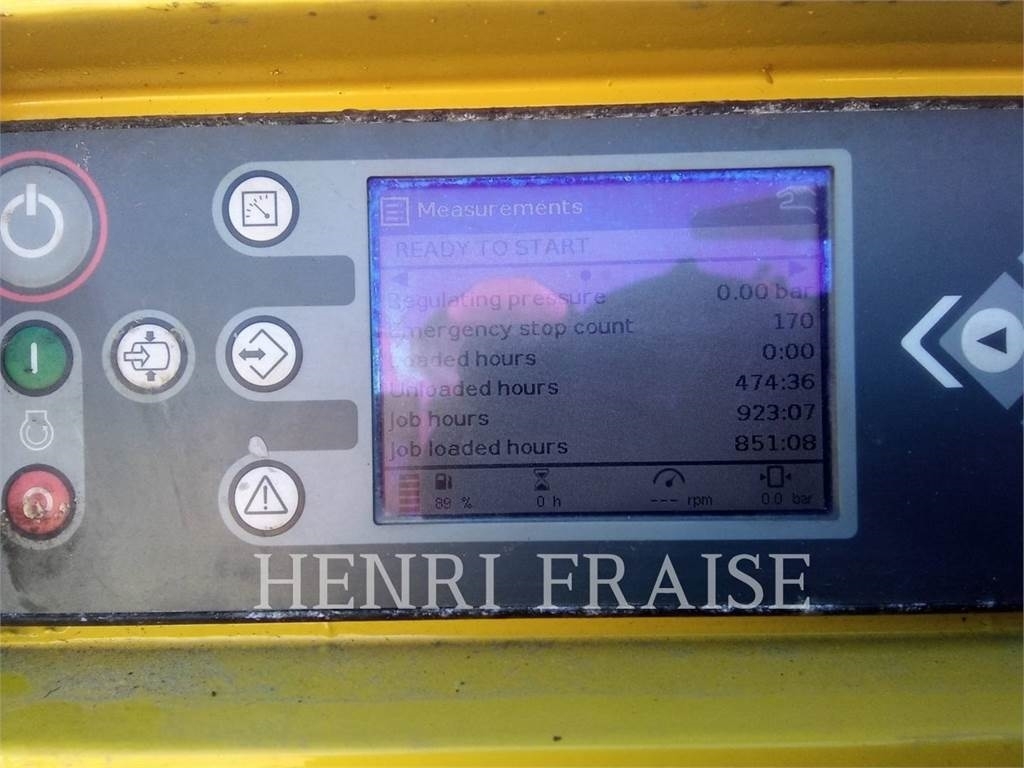 Measurements
READY TO START
Regulating pressure 0.00 bar
Emergency stop count 170
Loaded hours 0:00
Unloaded hours 474:36
Job hours 923:07
Job loaded hours 851:08
89 % 0 h --- rpm 0.0 bar
HENRI FRAISE